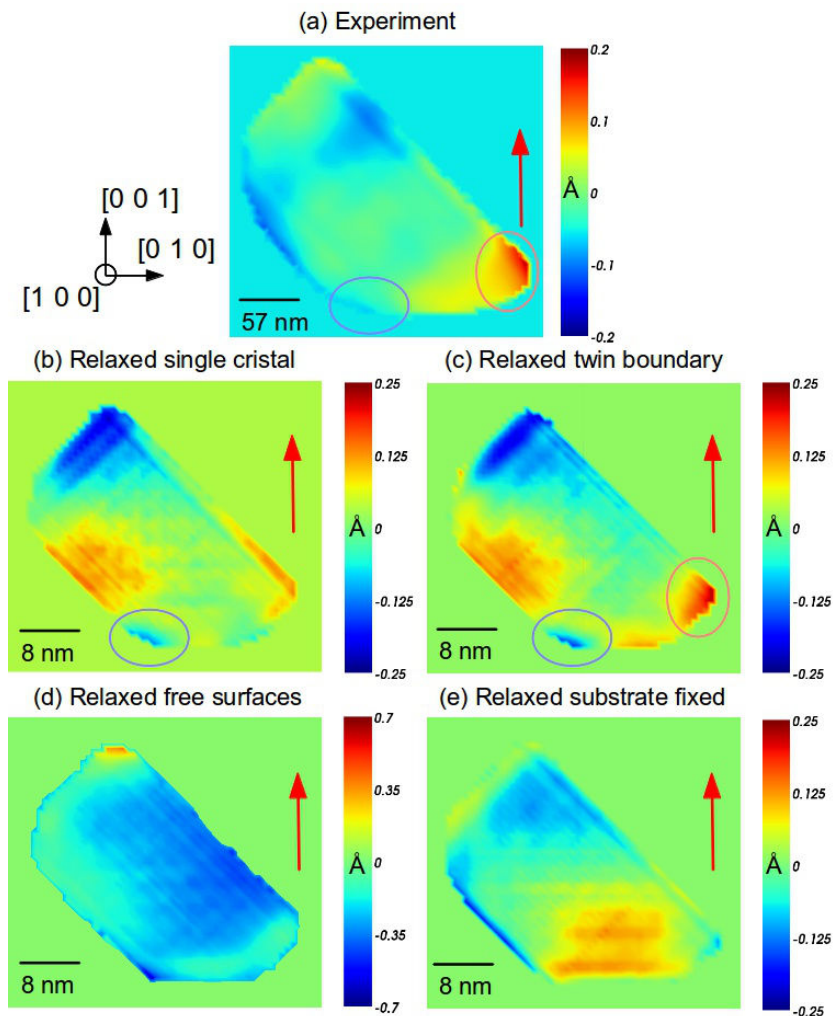 (a) Experiment
0.2
0.1
Å
0
-0.1
-0.2
[0 0 1]
[0 1 0]
[1 0 0]
57 nm
(b) Relaxed single cristal
0.25
0.125
Å
0
-0.125
-0.25
8 nm
(c) Relaxed twin boundary
0.25
0.125
Å
0
-0.125
-0.25
8 nm
(d) Relaxed free surfaces
0.7
0.35
Å
0
-0.35
-0.7
8 nm
(e) Relaxed substrate fixed
0.25
0.125
Å
0
-0.125
-0.25
8 nm